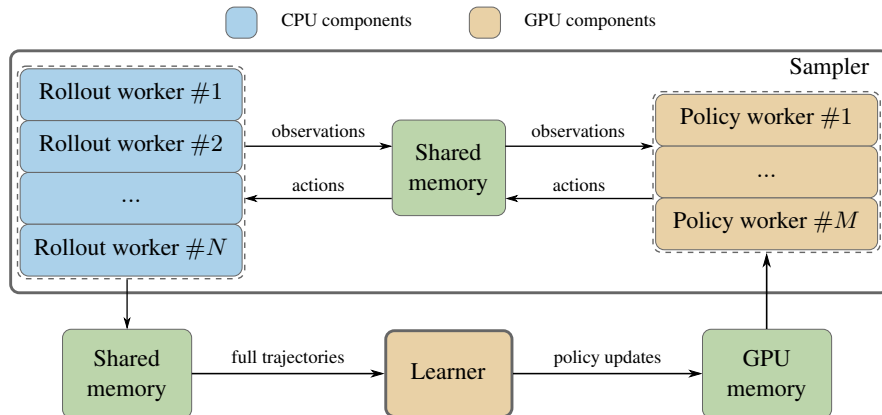 CPU components
GPU components
Sampler
Rollout worker #1
Rollout worker #2
...
Rollout worker #N
observations
actions
Shared
memory
observations
actions
Policy worker #1
...
Policy worker #M
Shared
memory
full trajectories
Learner
policy updates
GPU
memory